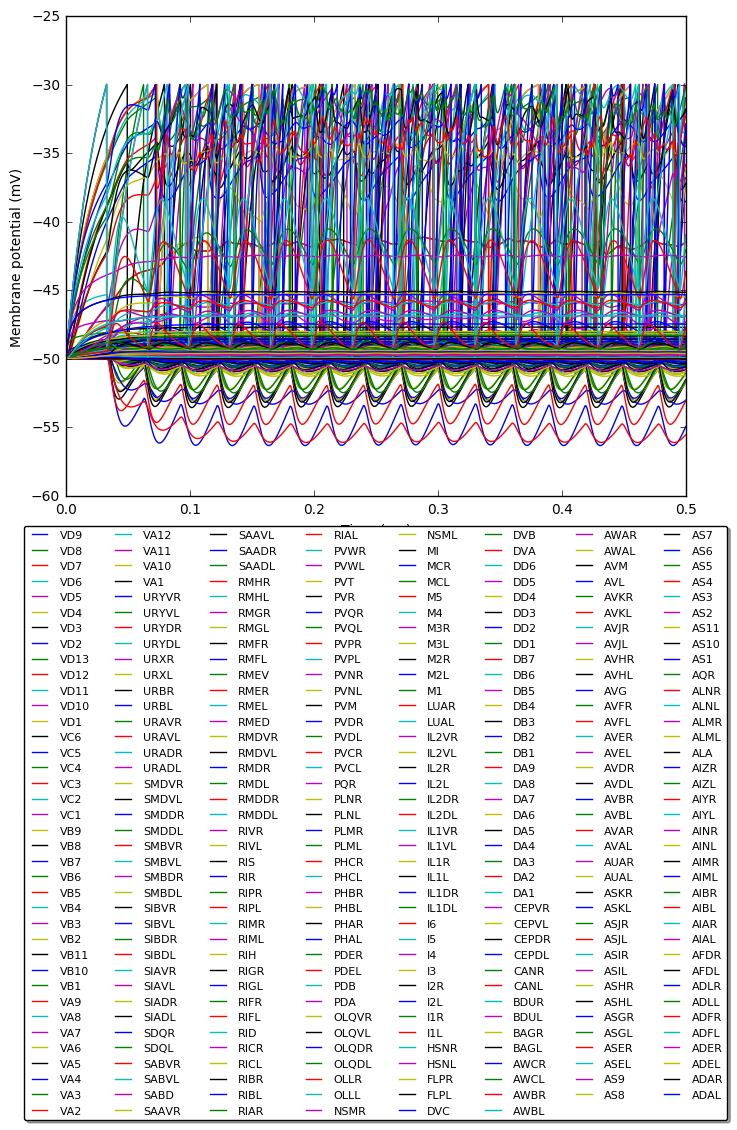 −25
−30
−35
−40
−45
−50
−55
−60
Membrane potential (mV)
0.0 0.1 0.2 0.3 0.4 0.5
VD9 VA12 SAAVL RIAL NSML DVB AWAR AS7
VD8 VA11 SAADR PVWR MI DVA AWAL AS6
VD7 VA10 SAADL PVWL MCR DD6 AVM AS5
VD6 VA1 RMHR PVT MCL DD5 AVL AS4
VD5 URYVR RMHL PVR M5 DD4 AVKR AS3
VD4 URYVL RMGR PVQR M4 DD3 AVKL AS2
VD3 URYDR RMGL PVQL M3R DD2 AVJR AS11
VD2 URYDL RMFR PVPR M3L DD1 AVJL AS10
VD13 URXR RMFL PVPL M2R DB7 AVHR AS1
VD12 URXL RMEV PVNR M2L DB6 AVHL AQR
VD11 URBR RMER PVNL M1 DB5 AVG ALNR
VD10 URBL RMEL PVM LUAR DB4 AVFR ALNL
VD1 URAVR RMED PVDR LUAL DB3 AVFL ALMR
VC6 URAVL RMDVR PVDL IL2VR DB2 AVER ALML
VC5 URADR RMDVL PVCR IL2VL DB1 AVEL ALA
VC4 URADL RMDR PVCL IL2R DA9 AVDR AIZR
VC3 SMDVR RMDL PQR IL2L DA8 AVDL AIZL
VC2 SMDVL RMDDR PLNR IL2DR DA7 AVBR AIYR
VC1 SMDDR RMDDL PLNL IL2DL DA6 AVBL AIYL
VB9 SMDDL RIVR PLMR IL1VR DA5 AVAR AINR
VB8 SMBVR RIVL PLML IL1VL DA4 AVAL AINL
VB7 SMBVL RIS PHCR IL1R DA3 AUAR AIMR
VB6 SMBDR RIR PHCL IL1L DA2 AUAL AIML
VB5 SMBDL RIPR PHBR IL1DR DA1 ASKR AIBR
VB4 SIBVR RIPL PHBL IL1DL CEPVR ASKL AIBL
VB3 SIBVL RIMR PHAR I6 CEPVL ASJR AIAR
VB2 SIBDR RIML PHAL I5 CEPDR ASJL AIAL
VB11 SIBDL RIH PDER I4 CEPDL ASIR AFDR
VB10 SIAVR RIGR PDEL I3 CANR ASIL AFDL
VB1 SIAVL RIGL PDB I2R CANL ASHR ADLR
VA9 SIADR RIFR PDA I2L BDUR ASHL ADLL
VA8 SIADL RIFL OLQVR I1R BDUL ASGR ADFR
VA7 SDQR RID OLQVL I1L BAGR ASGL ADFL
VA6 SDQL RICR OLQDR HSNR BAGL ASER ADER
VA5 SABVR RICL OLQDL HSNL AWCR ASEL ADEL
VA4 SABVL RIBR OLLR FLPR AWCL AS9 ADAR
VA3 SABD RIBL OLLL FLPL AWBR AS8 ADAL
VA2 SAAVR RIAR NSMR DVC AWBL